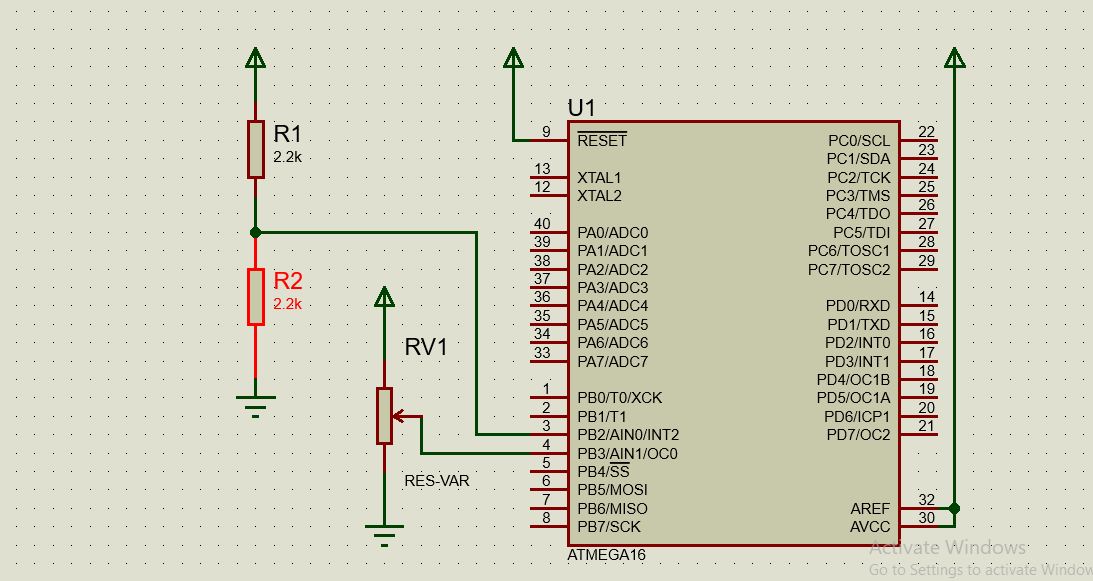 R1
2.2k
R2
2.2k
RV1
RES-VAR
U1
9 RESET
13 XTAL1
12 XTAL2
40 PA0/ADC0
39 PA1/ADC1
38 PA2/ADC2
37 PA3/ADC3
36 PA4/ADC4
35 PA5/ADC5
34 PA6/ADC6
33 PA7/ADC7
1 PB0/T0/XCK
2 PB1/T1
3 PB2/AIN0/INT2
4 PB3/AIN1/OC0
5 PB4/SS
6 PB5/MOSI
7 PB6/MISO
8 PB7/SCK
PC0/SCL 22
PC1/SDA 23
PC2/TCK 24
PC3/TMS 25
PC4/TDO 26
PC5/TDI 27
PC6/TOSC1 28
PC7/TOSC2 29
PD0/RXD 14
PD1/TXD 15
PD2/INT0 16
PD3/INT1 17
PD4/OC1B 18
PD5/OC1A 19
PD6/ICP1 20
PD7/OC2 21
AREF 32
AVCC 30
ATMEGA16
Activate Windows
Go to Settings to activate Window